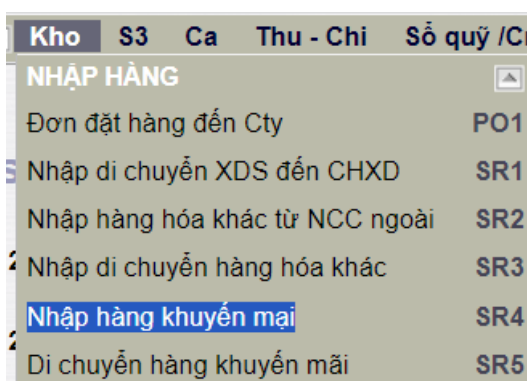 Kho S3 Ca Thu - Chi Sổ quỹ /C
NHẬP HÀNG
Đơn đặt hàng đến Cty PO1
Nhập di chuyển XDS đến CHXD SR1
Nhập hàng hóa khác từ NCC ngoài SR2
Nhập di chuyển hàng hóa khác SR3
Nhập hàng khuyến mại SR4
Di chuyển hàng khuyến mãi SR5